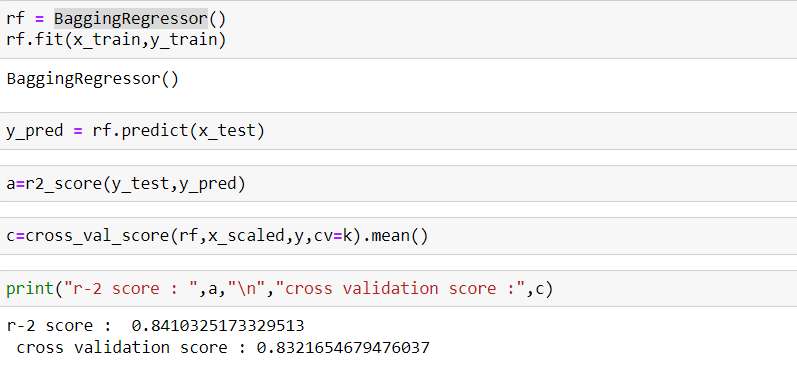 rf = BaggingRegressor()
rf.fit(x_train,y_train)
BaggingRegressor()
y_pred = rf.predict(x_test)
a=r2_score(y_test,y_pred)
c=cross_val_score(rf,x_scaled,y,cv=k).mean()
print("r-2 score : ",a,"\n","cross validation score :",c)
r-2 score :  0.8410325173329513
 cross validation score : 0.8321654679476037